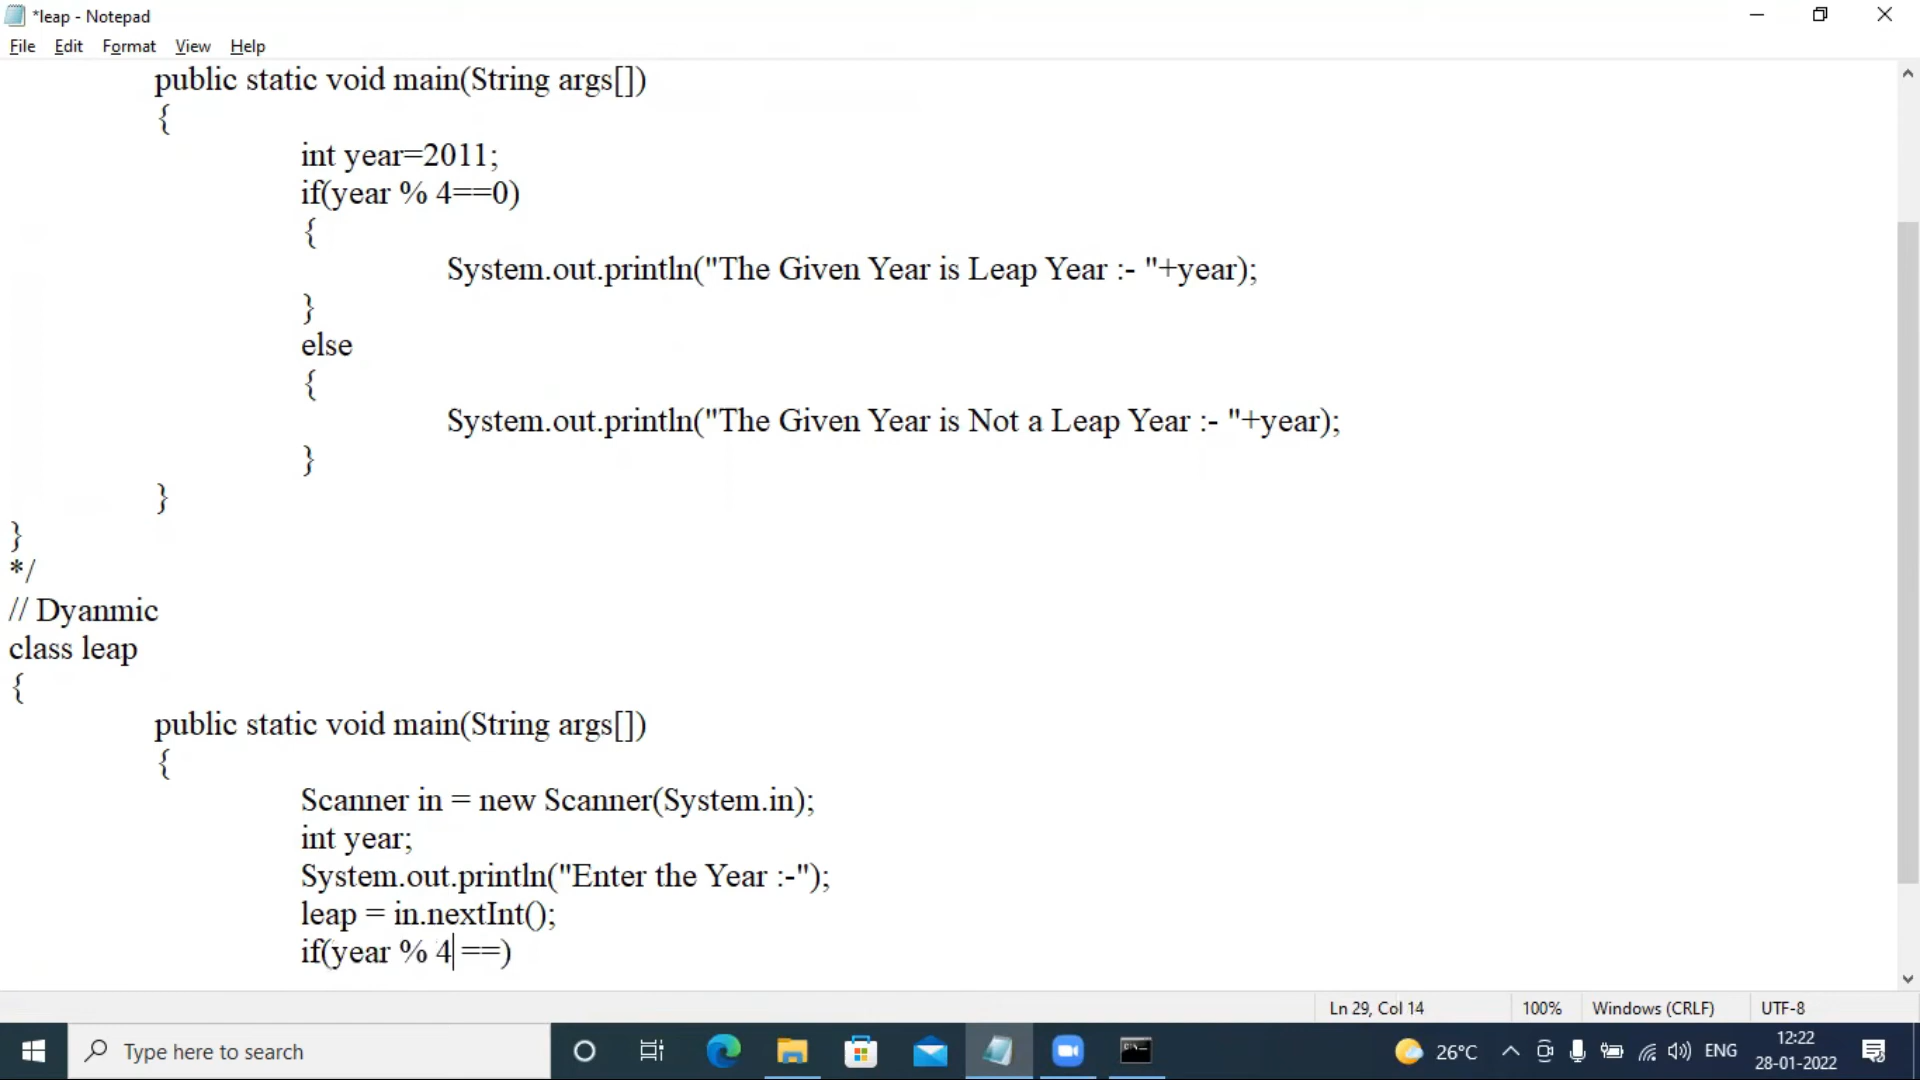 *leap - Notepad
File Edit Format View Help
public static void main(String args[])
{
int year=2011;
if(year % 4==0)
{
System.out.println("The Given Year is Leap Year :- "+year);
}
else
{
System.out.println("The Given Year is Not a Leap Year :- "+year);
}
}
}
*/
// Dyanmic
class leap
{
public static void main(String args[])
{
Scanner in = new Scanner(System.in);
int year;
System.out.println("Enter the Year :-");
leap = in.nextInt();
if(year % 4 ==)
Ln 29, Col 14 100% Windows (CRLF) UTF-8
Type here to search 26°C ENG 12:22
28-01-2022